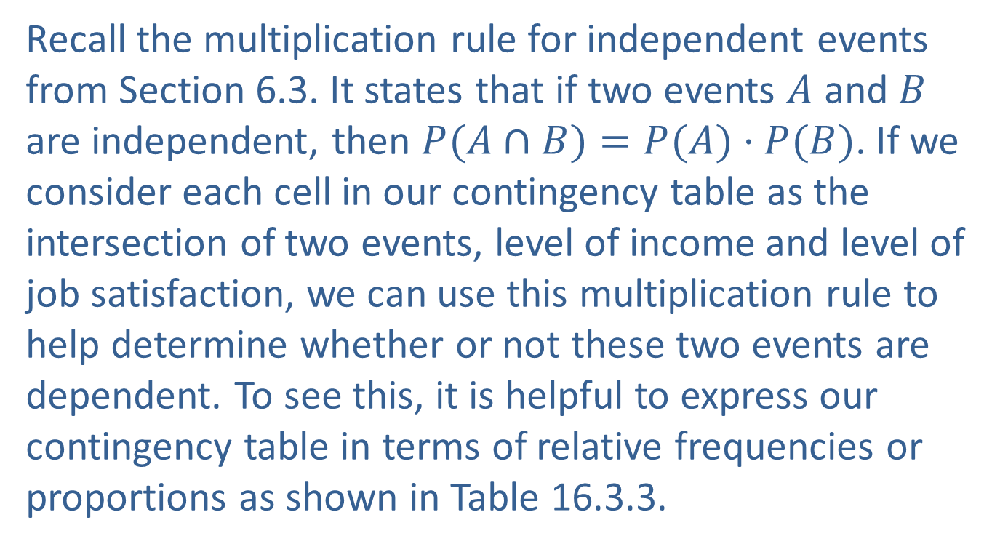 Recall the multiplication rule for independent events
from Section 6.3. It states that if two events A and B
are independent, then P(A ∩ B) = P(A) · P(B). If we
consider each cell in our contingency table as the
intersection of two events, level of income and level of
job satisfaction, we can use this multiplication rule to
help determine whether or not these two events are
dependent. To see this, it is helpful to express our
contingency table in terms of relative frequencies or
proportions as shown in Table 16.3.3.